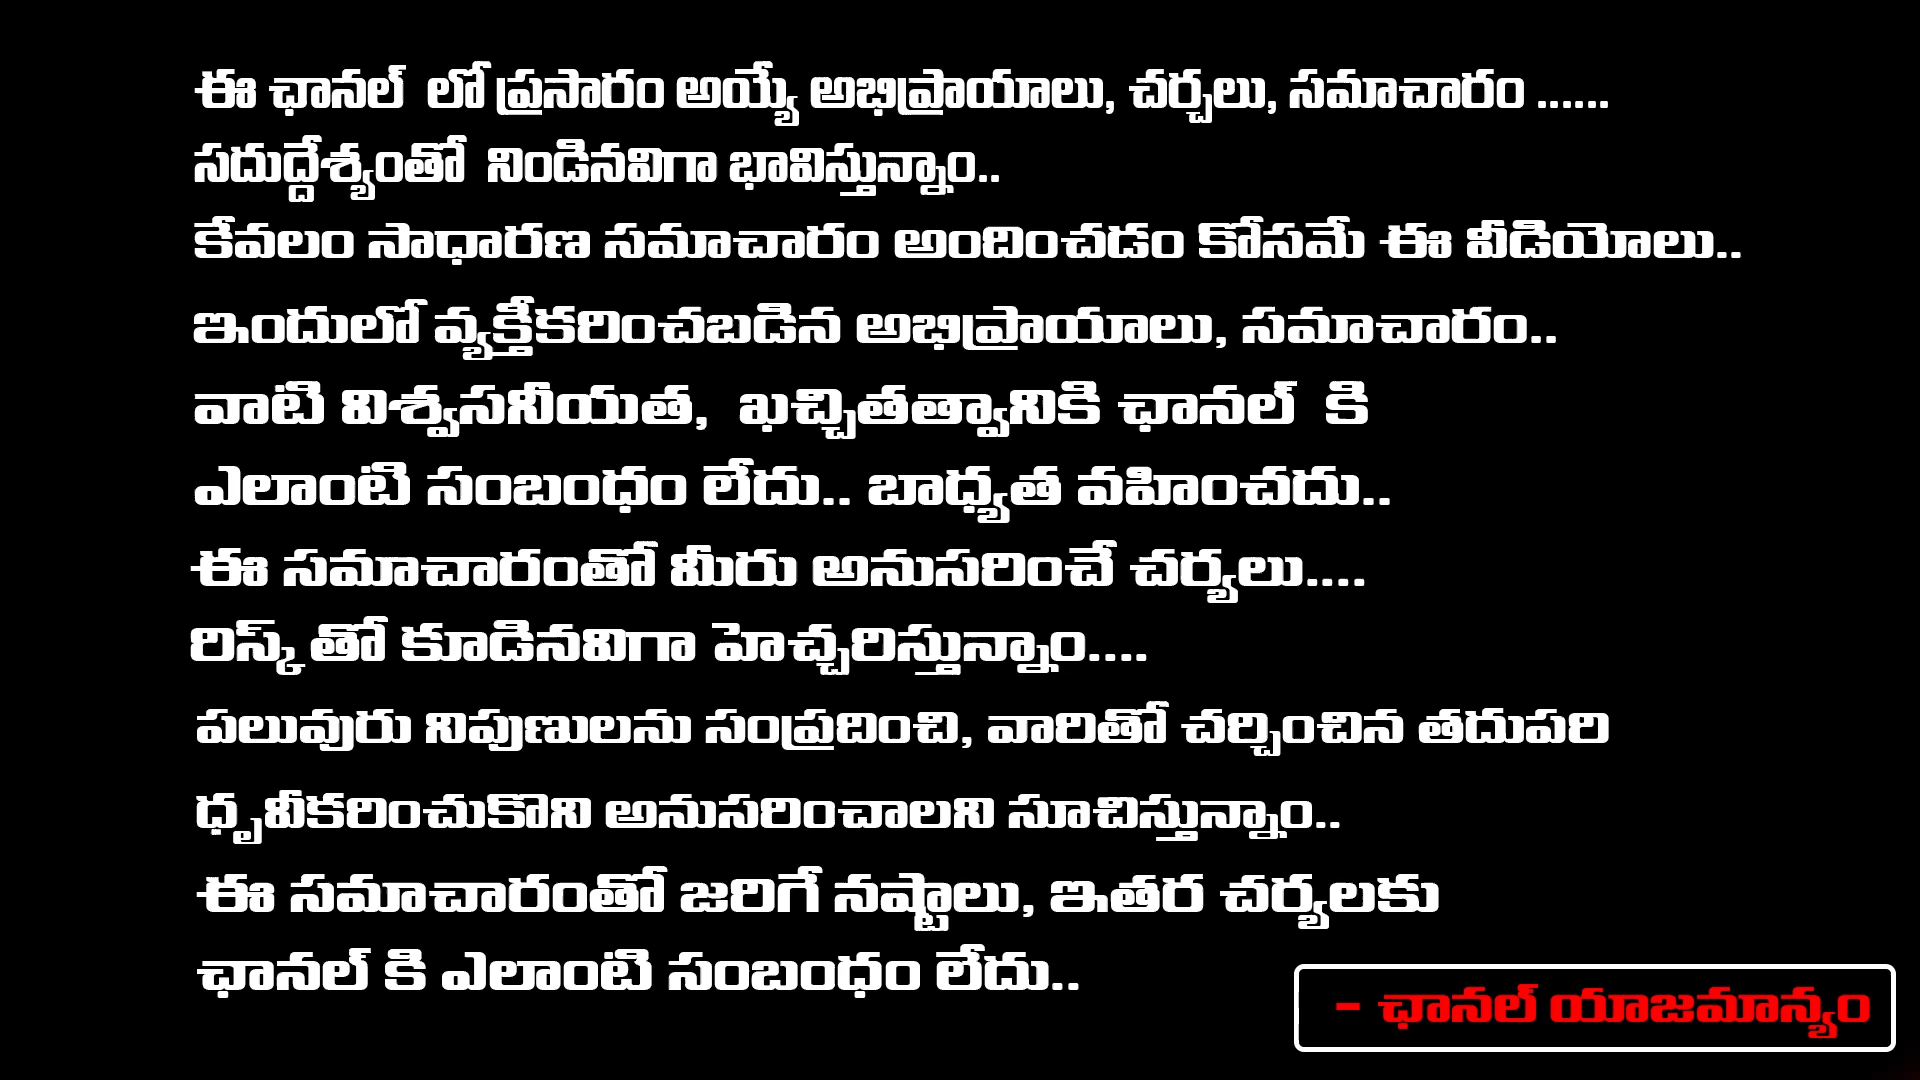 ఈ ఛానల్ లో ప్రసారం అయ్యే అభిప్రాయాలు, చర్చలు, సమాచారం ......
సదుద్దేశ్యంతో నిండినవిగా భావిస్తున్నాం..
కేవలం సాధారణ సమాచారం అందించడం కోసమే ఈ వీడియోలు..
ఇందులో వ్యక్తీకరించబడిన అభిప్రాయాలు, సమాచారం..
వాటి విశ్వసనీయత, ఖచ్చితత్వానికి ఛానల్ కి
ఎలాంటి సంబంధం లేదు.. బాధ్యత వహించదు..
ఈ సమాచారంతో మీరు అనుసరించే చర్యలు....
రిస్క్ తో కూడినవిగా హెచ్చరిస్తున్నాం....
పలువురు నిపుణులను సంప్రదించి, వారితో చర్చించిన తదుపరి
ధృవీకరించుకొని అనుసరించాలని సూచిస్తున్నాం..
ఈ సమాచారంతో జరిగే నష్టాలు, ఇతర చర్యలకు
ఛానల్ కి ఎలాంటి సంబంధం లేదు..
- ఛానల్ యాజమాన్యం